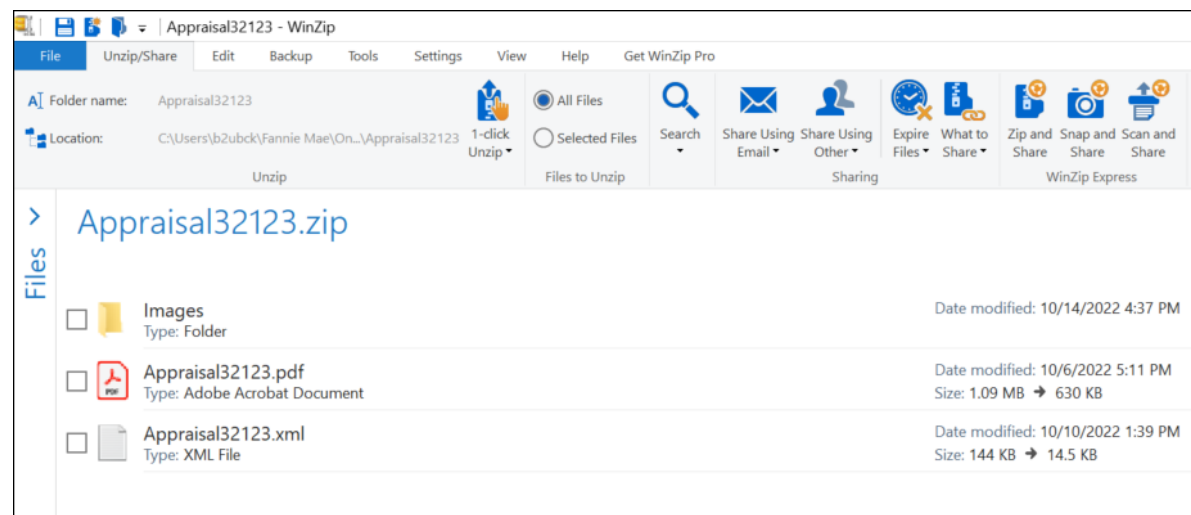 Appraisal32123 - WinZip
File Unzip/Share Edit Backup Tools Settings View Help Get WinZip Pro
Folder name: Appraisal32123
Location: C:\Users\b2ubck\Fannie Mae\On...\Appraisal32123
1-click
Unzip
Unzip
All Files
Selected Files
Files to Unzip
Search
Share Using
Email
Share Using
Other
Expire
Files
What to
Share
Sharing
Zip and
Share
Snap and
Share
Scan and
Share
WinZip Express
Files
Appraisal32123.zip
Images
Type: Folder
Date modified: 10/14/2022 4:37 PM
PDF
Appraisal32123.pdf
Type: Adobe Acrobat Document
Date modified: 10/6/2022 5:11 PM
Size: 1.09 MB → 630 KB
Appraisal32123.xml
Type: XML File
Date modified: 10/10/2022 1:39 PM
Size: 144 KB → 14.5 KB